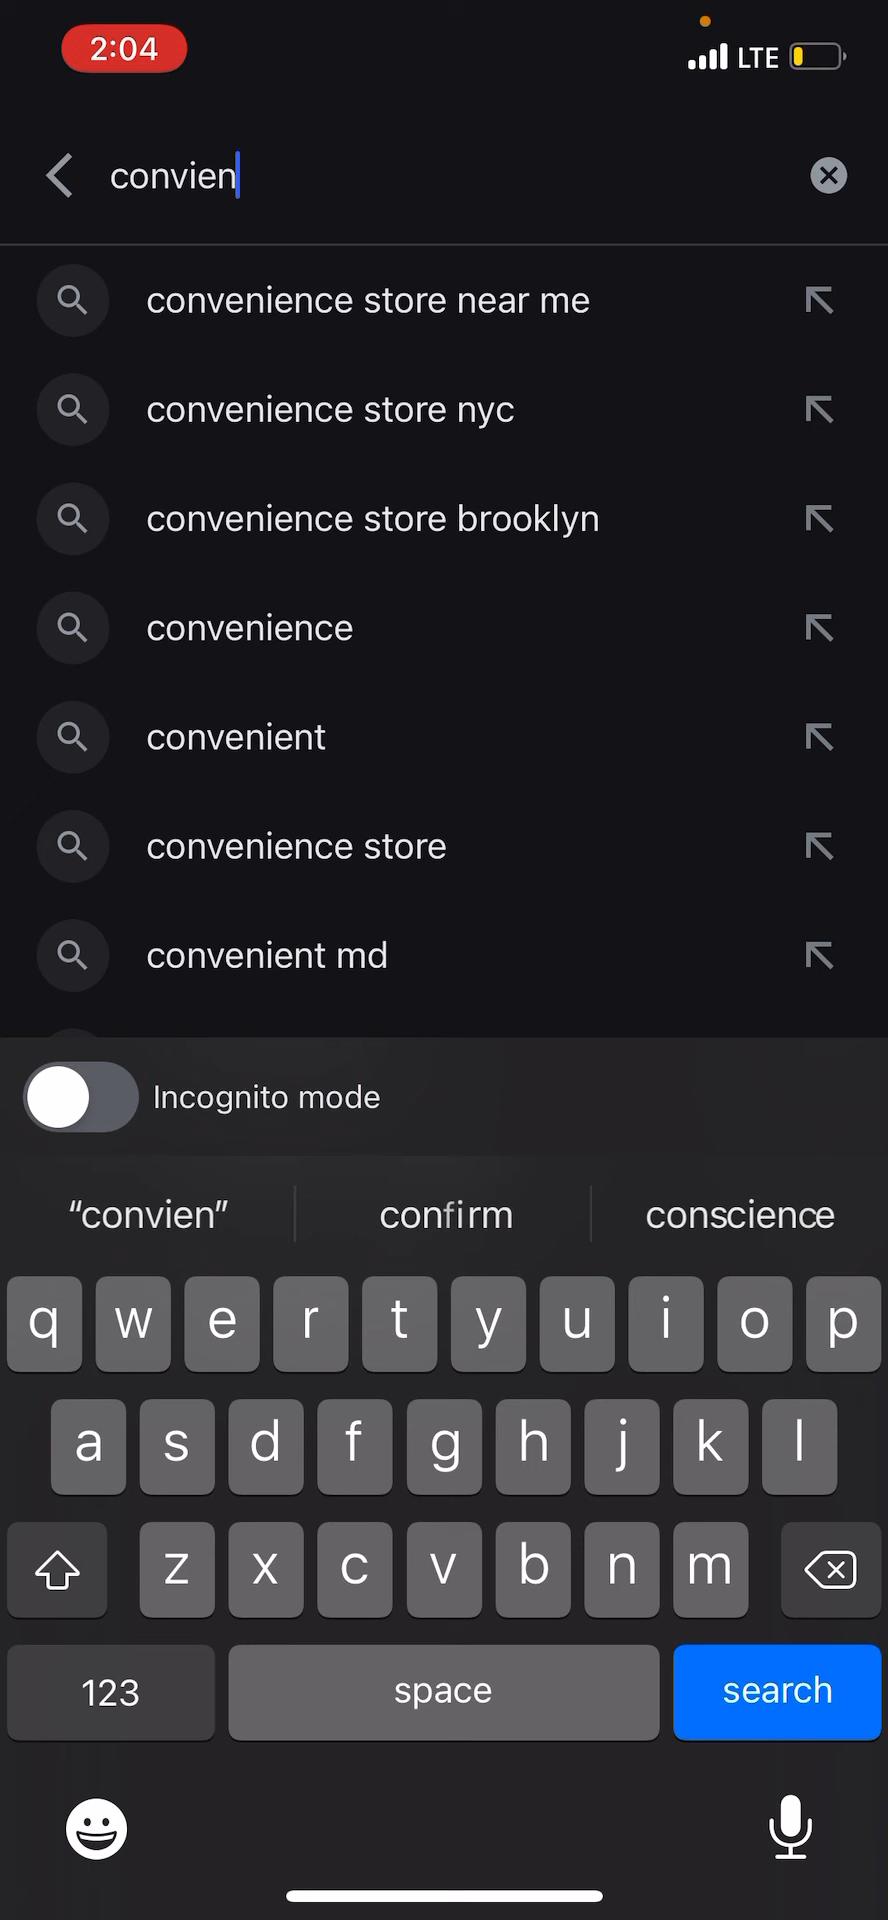 2:04 LTE
convien
convenience store near me
convenience store nyc
convenience store brooklyn
convenience
convenient
convenience store
convenient md
Incognito mode
“convien” confirm conscience
q w e r t y u i o p
a s d f g h j k l
z x c v b n m
123 space search